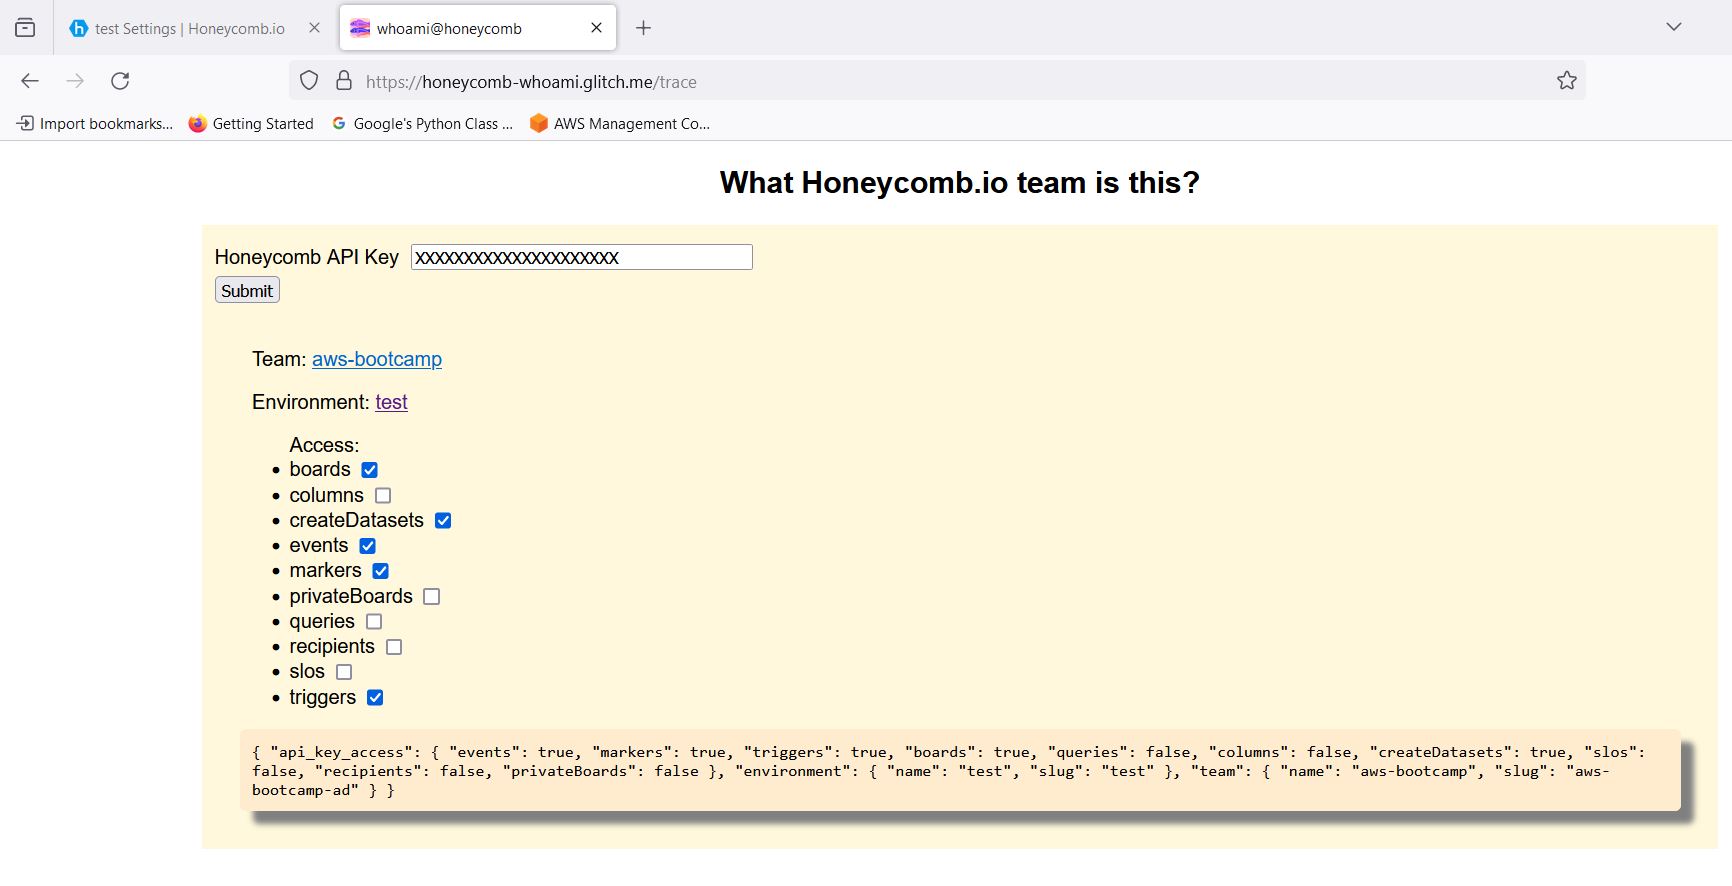 test Settings | Honeycomb.io
whoami@honeycomb
https://honeycomb-whoami.glitch.me/trace
Import bookmarks... Getting Started Google's Python Class ... AWS Management Co...
What Honeycomb.io team is this?
Honeycomb API Key XXXXXXXXXXXXXXXXXXXXX
Submit
Team: aws-bootcamp
Environment: test
Access:
boards
columns
createDatasets
events
markers
privateBoards
queries
recipients
slos
triggers
{ "api_key_access": { "events": true, "markers": true, "triggers": true, "boards": true, "queries": false, "columns": false, "createDatasets": true, "slos":
false, "recipients": false, "privateBoards": false }, "environment": { "name": "test", "slug": "test" }, "team": { "name": "aws-bootcamp", "slug": "aws-
bootcamp-ad" } }